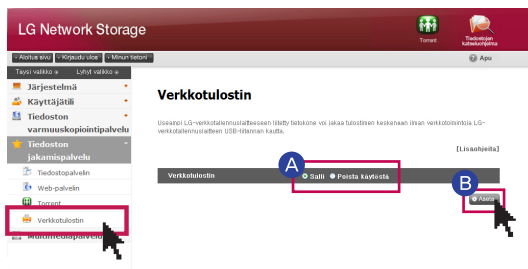 LG Network Storage
Torrent
Tiedostojen
katseluohjelma
Aloitus sivu
Kirjaudu ulos
Minun tietoni
Apu
Täysi valikko
Lyhyt valikko
Järjestelmä
Käyttäjätili
Tiedoston
varmuuskopiointipalvelu
Tiedoston
jakamispalvelu
Tiedostopalvelin
Web-palvelin
Torrent
Verkkotulostin
Multimediapalvelu
Verkkotulostin
Useampi LG-verkkotallennuslaitteeseen liitetty tietokone voi jakaa tulostimen keskenään ilman verkkotoimintoja LG-
verkkotallennuslaitteen USB-liitännän kautta.
[Lisäohjeita]
A
Verkkotulostin
Salli
Poista käytöstä
B
Aseta